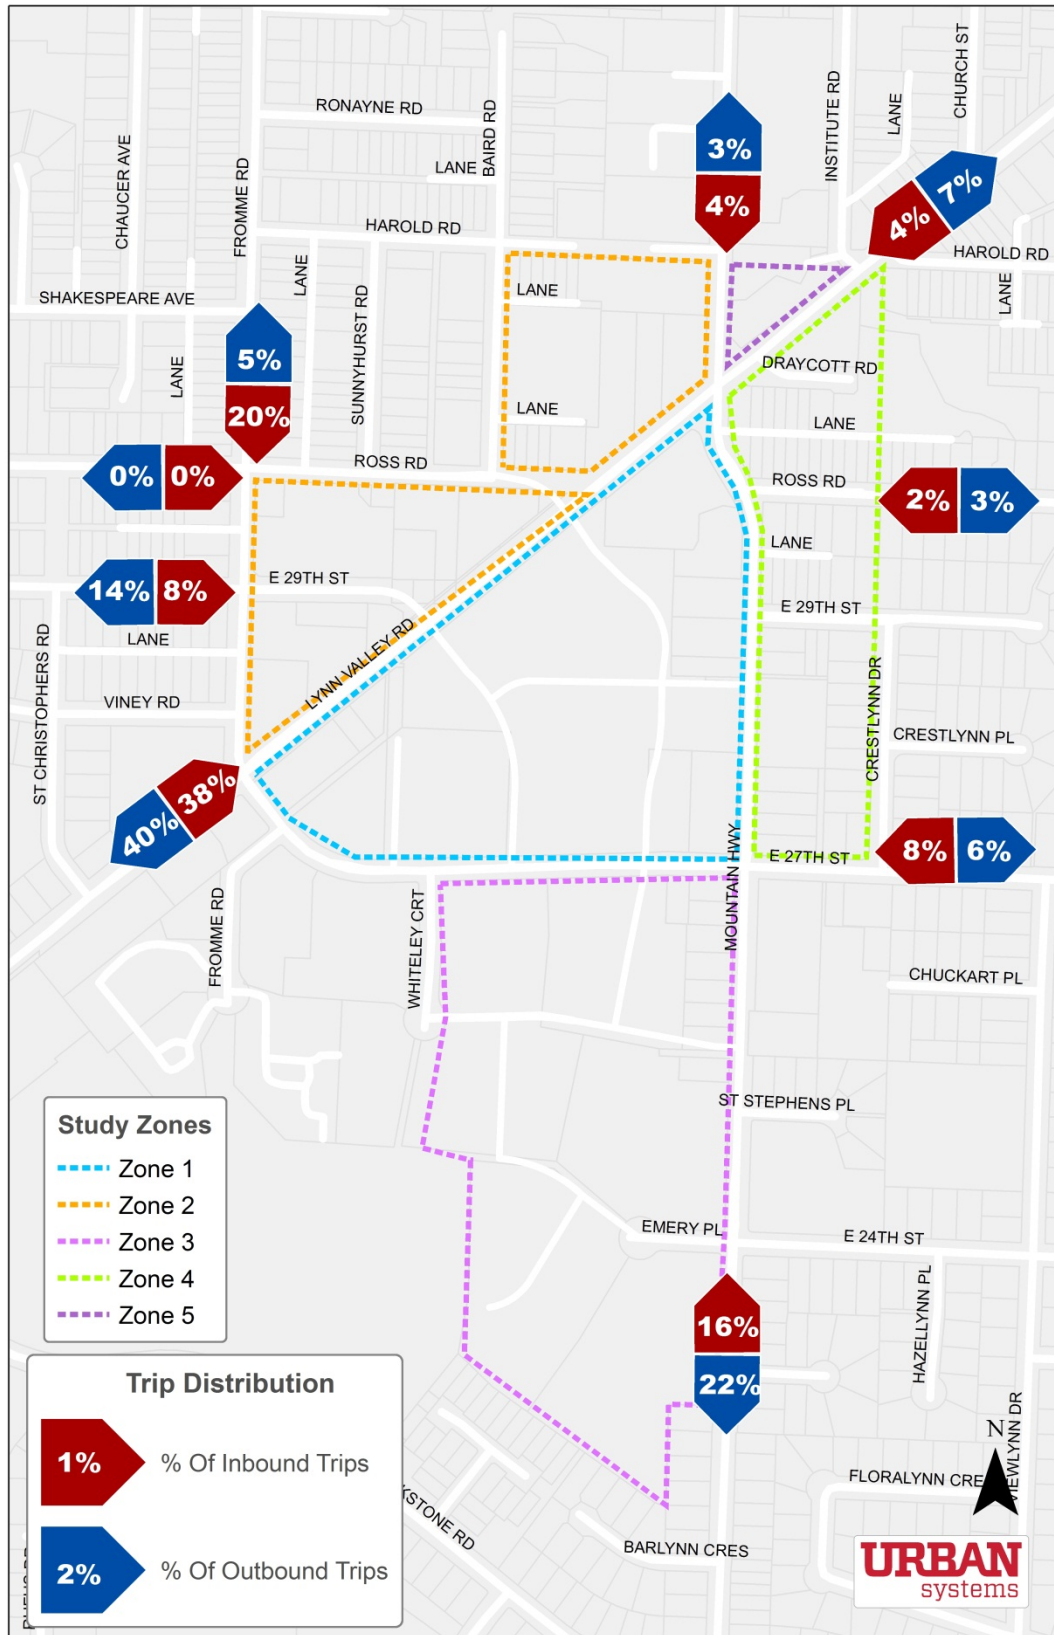 CHURCH ST
INSTITUTE RD
LANE
CHAUCER AVE
FROMME RD
RONAYNE RD
BAIRD RD
LANE
3%
4%
7%
4%
HAROLD RD
HAROLD RD
LANE
SHAKESPEARE AVE
LANE
SUNNYHURST RD
LANE
LANE
5%
20%
DRAYCOTT RD
LANE
LANE
ROSS RD
0%
0%
ROSS RD
2%
3%
LANE
14%
8%
E 29TH ST
E 29TH ST
LANE
ST CHRISTOPHERS RD
LYNN VALLEY RD
VINEY RD
CRESTLYNN DR
CRESTLYNN PL
38%
40%
MOUNTAIN HWY
E 27TH ST
8%
6%
FROMME RD
WHITELEY CRT
CHUCKART PL
ST STEPHENS PL
Study Zones
Zone 1
Zone 2
Zone 3
Zone 4
Zone 5
EMERY PL
E 24TH ST
HAZELLYNN PL
16%
22%
VIEWLYNN DR
Trip Distribution
1%
% Of Inbound Trips
2%
% Of Outbound Trips
N
FLORALYNN CRE
KSTONE RD
BARLYNN CRES
URBAN
systems